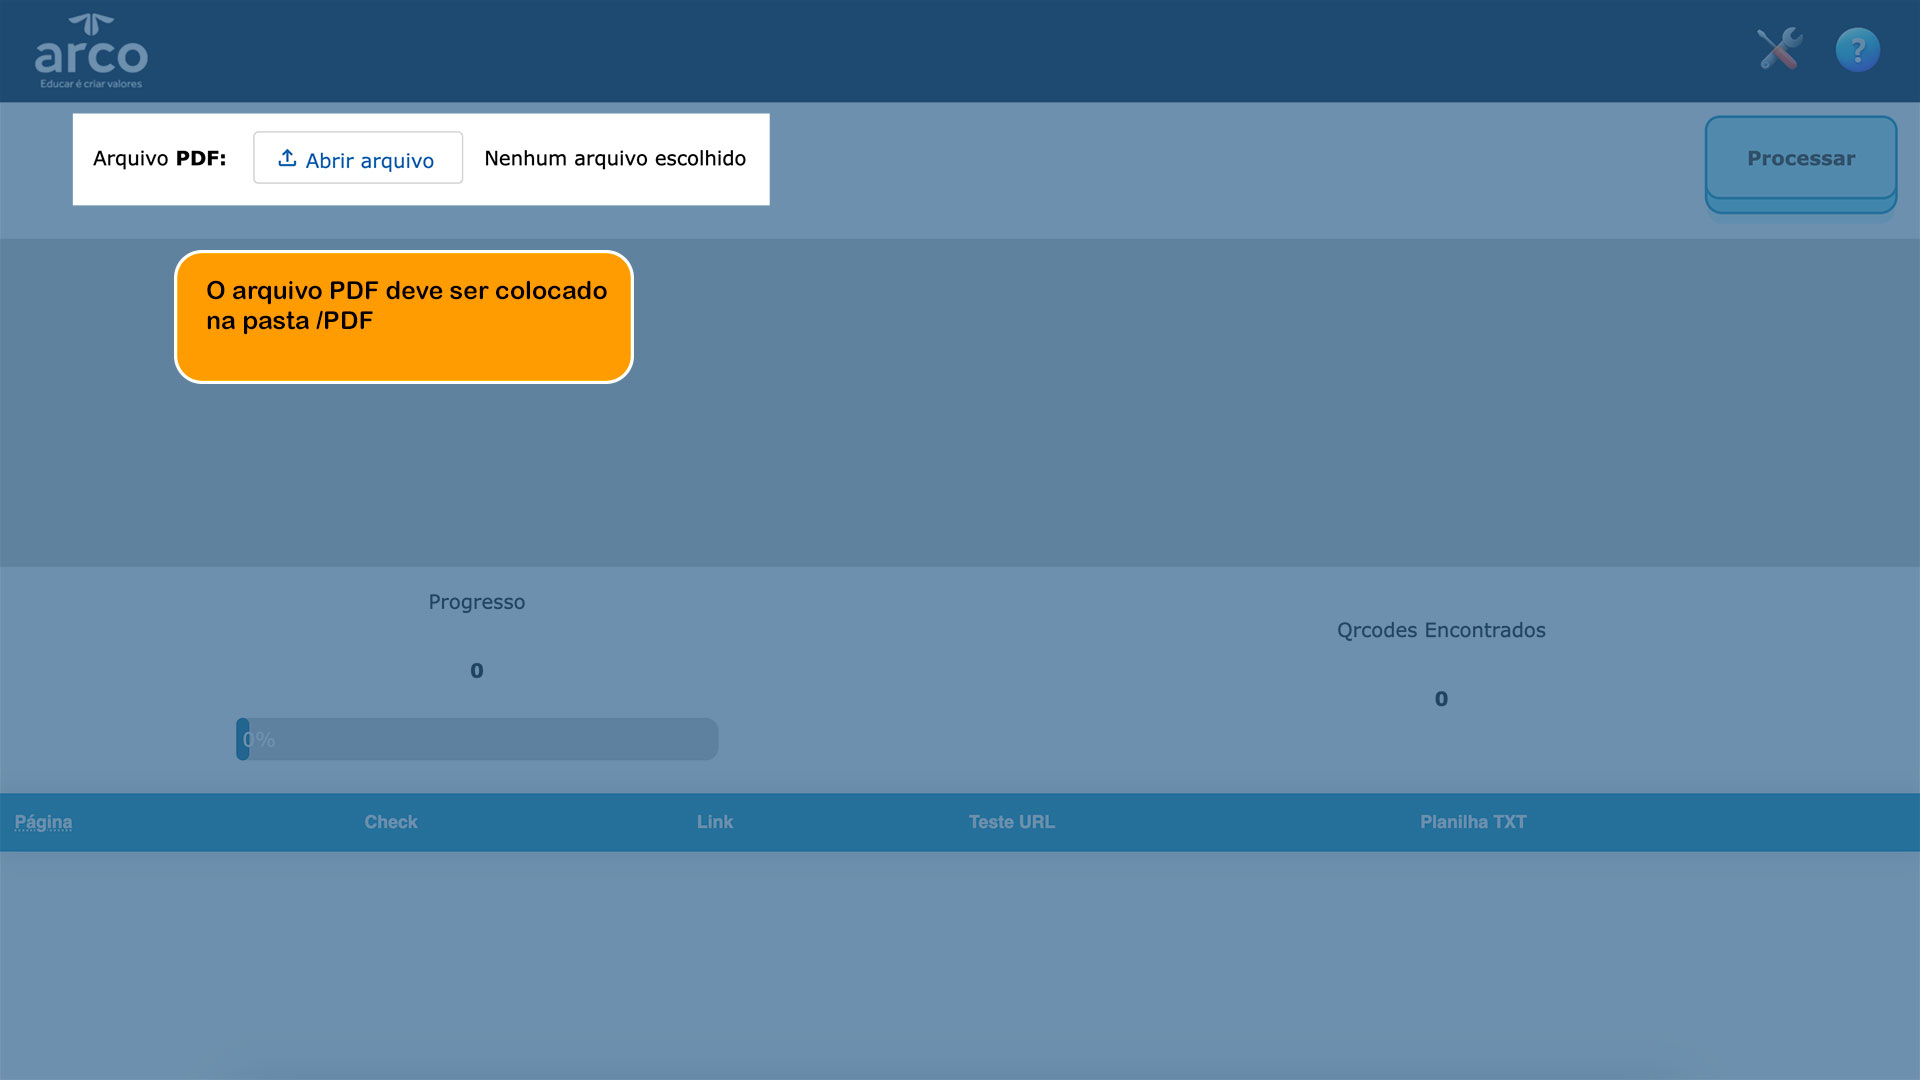 arco
Educar é criar valores
?
Arquivo PDF:
Abrir arquivo
Nenhum arquivo escolhido
Processar
O arquivo PDF deve ser colocado
na pasta /PDF
Progresso
0
0%
Qrcodes Encontrados
0
Página
Check
Link
Teste URL
Planilha TXT